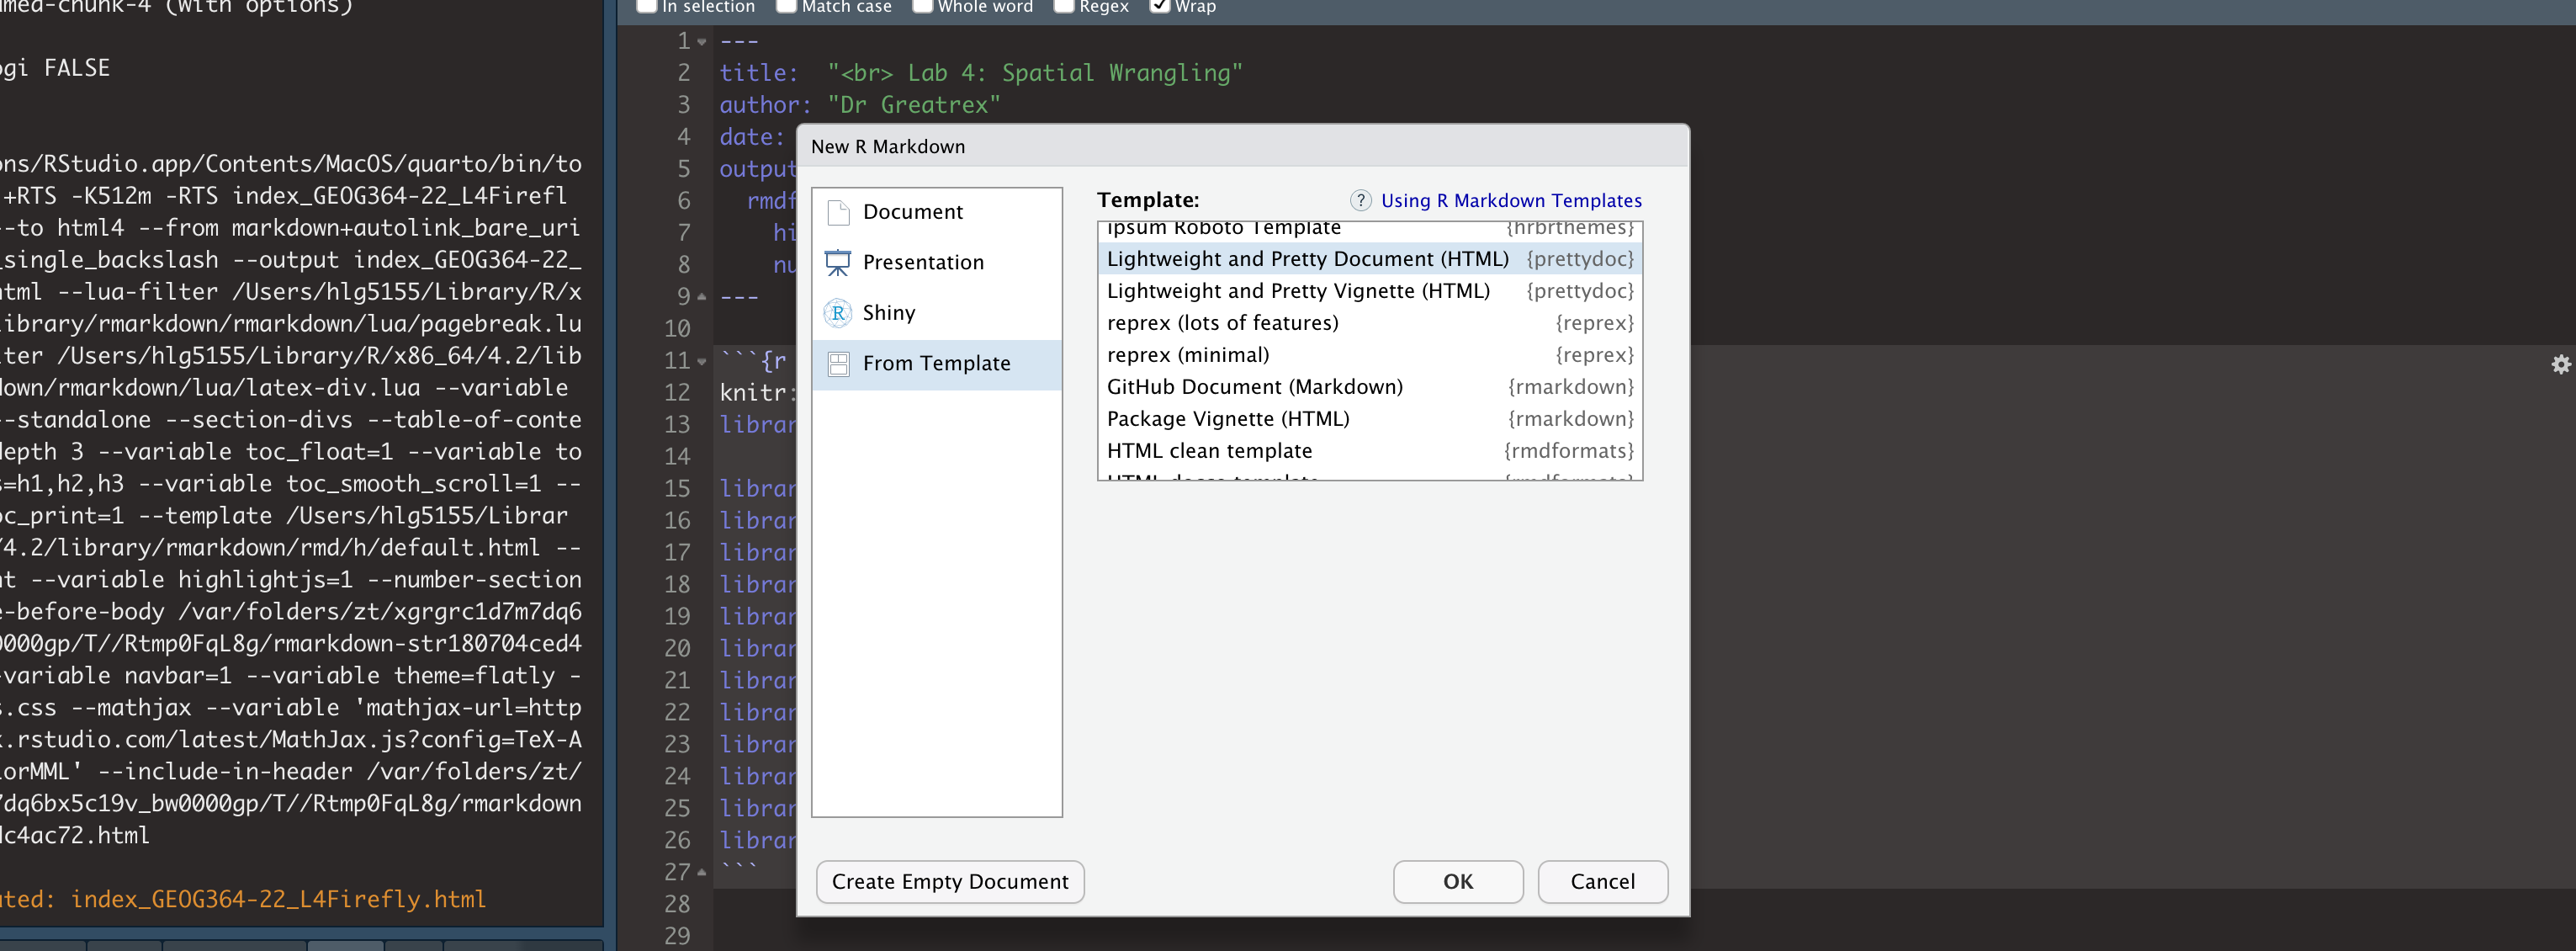 med-chunk-4 (with options)
ogi FALSE
ons/RStudio.app/Contents/MacOS/quarto/bin/to
+RTS -K512m -RTS index_GEOG364-22_L4Firefl
--to html4 --from markdown+autolink_bare_uri
_single_backslash --output index_GEOG364-22_
tml --lua-filter /Users/hlg5155/Library/R/x
ibrary/rmarkdown/rmarkdown/lua/pagebreak.lu
ter /Users/hlg5155/Library/R/x86_64/4.2/lib
down/rmarkdown/lua/latex-div.lua --variable
--standalone --section-divs --table-of-conte
depth 3 --variable toc_float=1 --variable to
s=h1,h2,h3 --variable toc_smooth_scroll=1 --
oc_print=1 --template /Users/hlg5155/Librar
/4.2/library/rmarkdown/rmd/h/default.html --
nt --variable highlightjs=1 --number-section
e-before-body /var/folders/zt/xgrgrc1d7m7dq6
0000gp/T//Rtmp0FqL8g/rmarkdown-str180704ced4
-variable navbar=1 --variable theme=flatly -
s.css --mathjax --variable 'mathjax-url=http
x.rstudio.com/latest/MathJax.js?config=TeX-A
orMML' --include-in-header /var/folders/zt/
7dq6bx5c19v_bw0000gp/T//Rtmp0FqL8g/rmarkdown
dc4ac72.html
ated: index_GEOG364-22_L4Firefly.html
In selection Match case Whole word Regex Wrap
1 ---
2 title: "<br> Lab 4: Spatial Wrangling"
3 author: "Dr Greatrex"
4 date:
5 output
6 rmdf
7 hi
8 nu
9 ---
10
11 ```{r
12 knitr:
13 librar
14
15 librar
16 librar
17 librar
18 librar
19 librar
20 librar
21 librar
22 librar
23 librar
24 librar
25 librar
26 librar
27 ```
28
29
New R Markdown
Document
Presentation
Shiny
From Template
Template: ? Using R Markdown Templates
Ipsum Roboto Template {hrbrthemes}
Lightweight and Pretty Document (HTML) {prettydoc}
Lightweight and Pretty Vignette (HTML) {prettydoc}
reprex (lots of features) {reprex}
reprex (minimal) {reprex}
GitHub Document (Markdown) {rmarkdown}
Package Vignette (HTML) {rmarkdown}
HTML clean template {rmdformats}
Create Empty Document OK Cancel